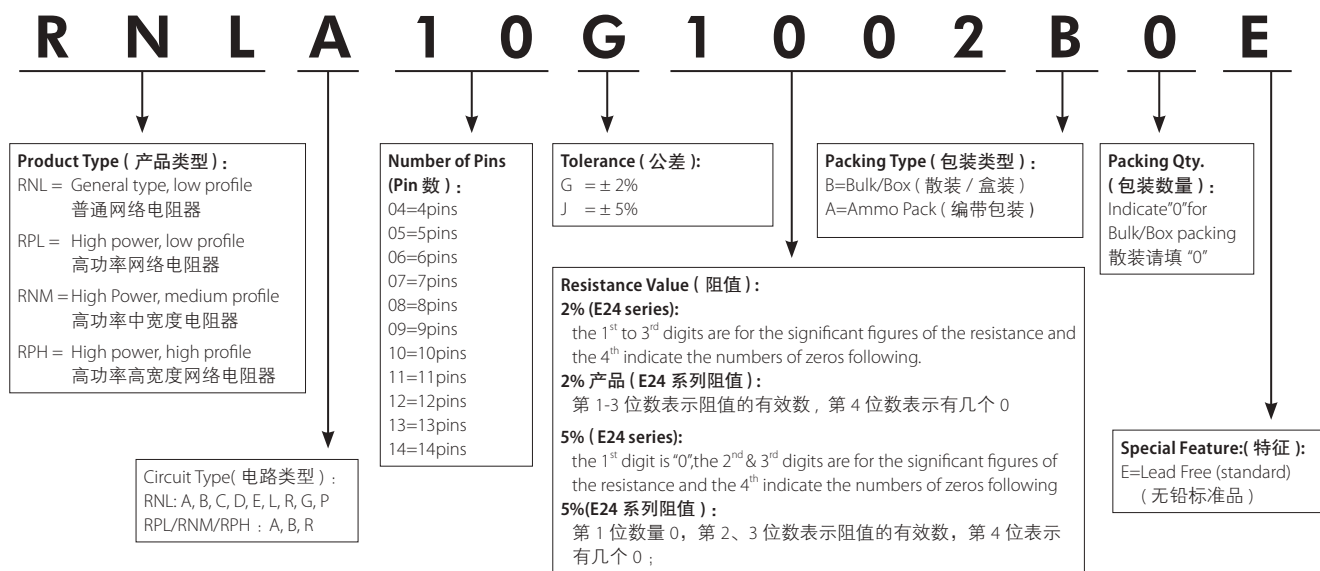 R N L A 1 0 G 1 0 0 2 B 0 E
Product Type ( 产品类型 ) :
RNL = General type, low profile
普通网络电阻器
RPL = High power, low profile
高功率网络电阻器
RNM = High Power, medium profile
高功率中宽度电阻器
RPH = High power, high profile
高功率高宽度网络电阻器
Circuit Type( 电路类型 ) :
RNL: A, B, C, D, E, L, R, G, P
RPL/RNM/RPH : A, B, R
Number of Pins
(Pin 数 ) :
04=4pins
05=5pins
06=6pins
07=7pins
08=8pins
09=9pins
10=10pins
11=11pins
12=12pins
13=13pins
14=14pins
Tolerance ( 公差 ):
G = ± 2%
J = ± 5%
Resistance Value ( 阻值 ) :
2% (E24 series):
the 1st to 3rd digits are for the significant figures of the resistance and
the 4th indicate the numbers of zeros following.
2% 产品 ( E24 系列阻值 ) :
第 1-3 位数表示阻值的有效数 , 第 4 位数表示有几个 0
5% ( E24 series):
the 1st digit is "0",the 2nd & 3rd digits are for the significant figures of
the resistance and the 4th indicate the numbers of zeros following
5%(E24 系列阻值 ) :
第 1 位数量 0，第 2、3 位数表示阻值的有效数，第 4 位表示
有几个 0 ;
Packing Type ( 包装类型 ) :
B=Bulk/Box ( 散装 / 盒装 )
A=Ammo Pack ( 编带包装 )
Packing Qty.
( 包装数量 ) :
Indicate"0"for
Bulk/Box packing
散装请填 "0"
Special Feature:( 特征 ):
E=Lead Free (standard)
( 无铅标准品 )